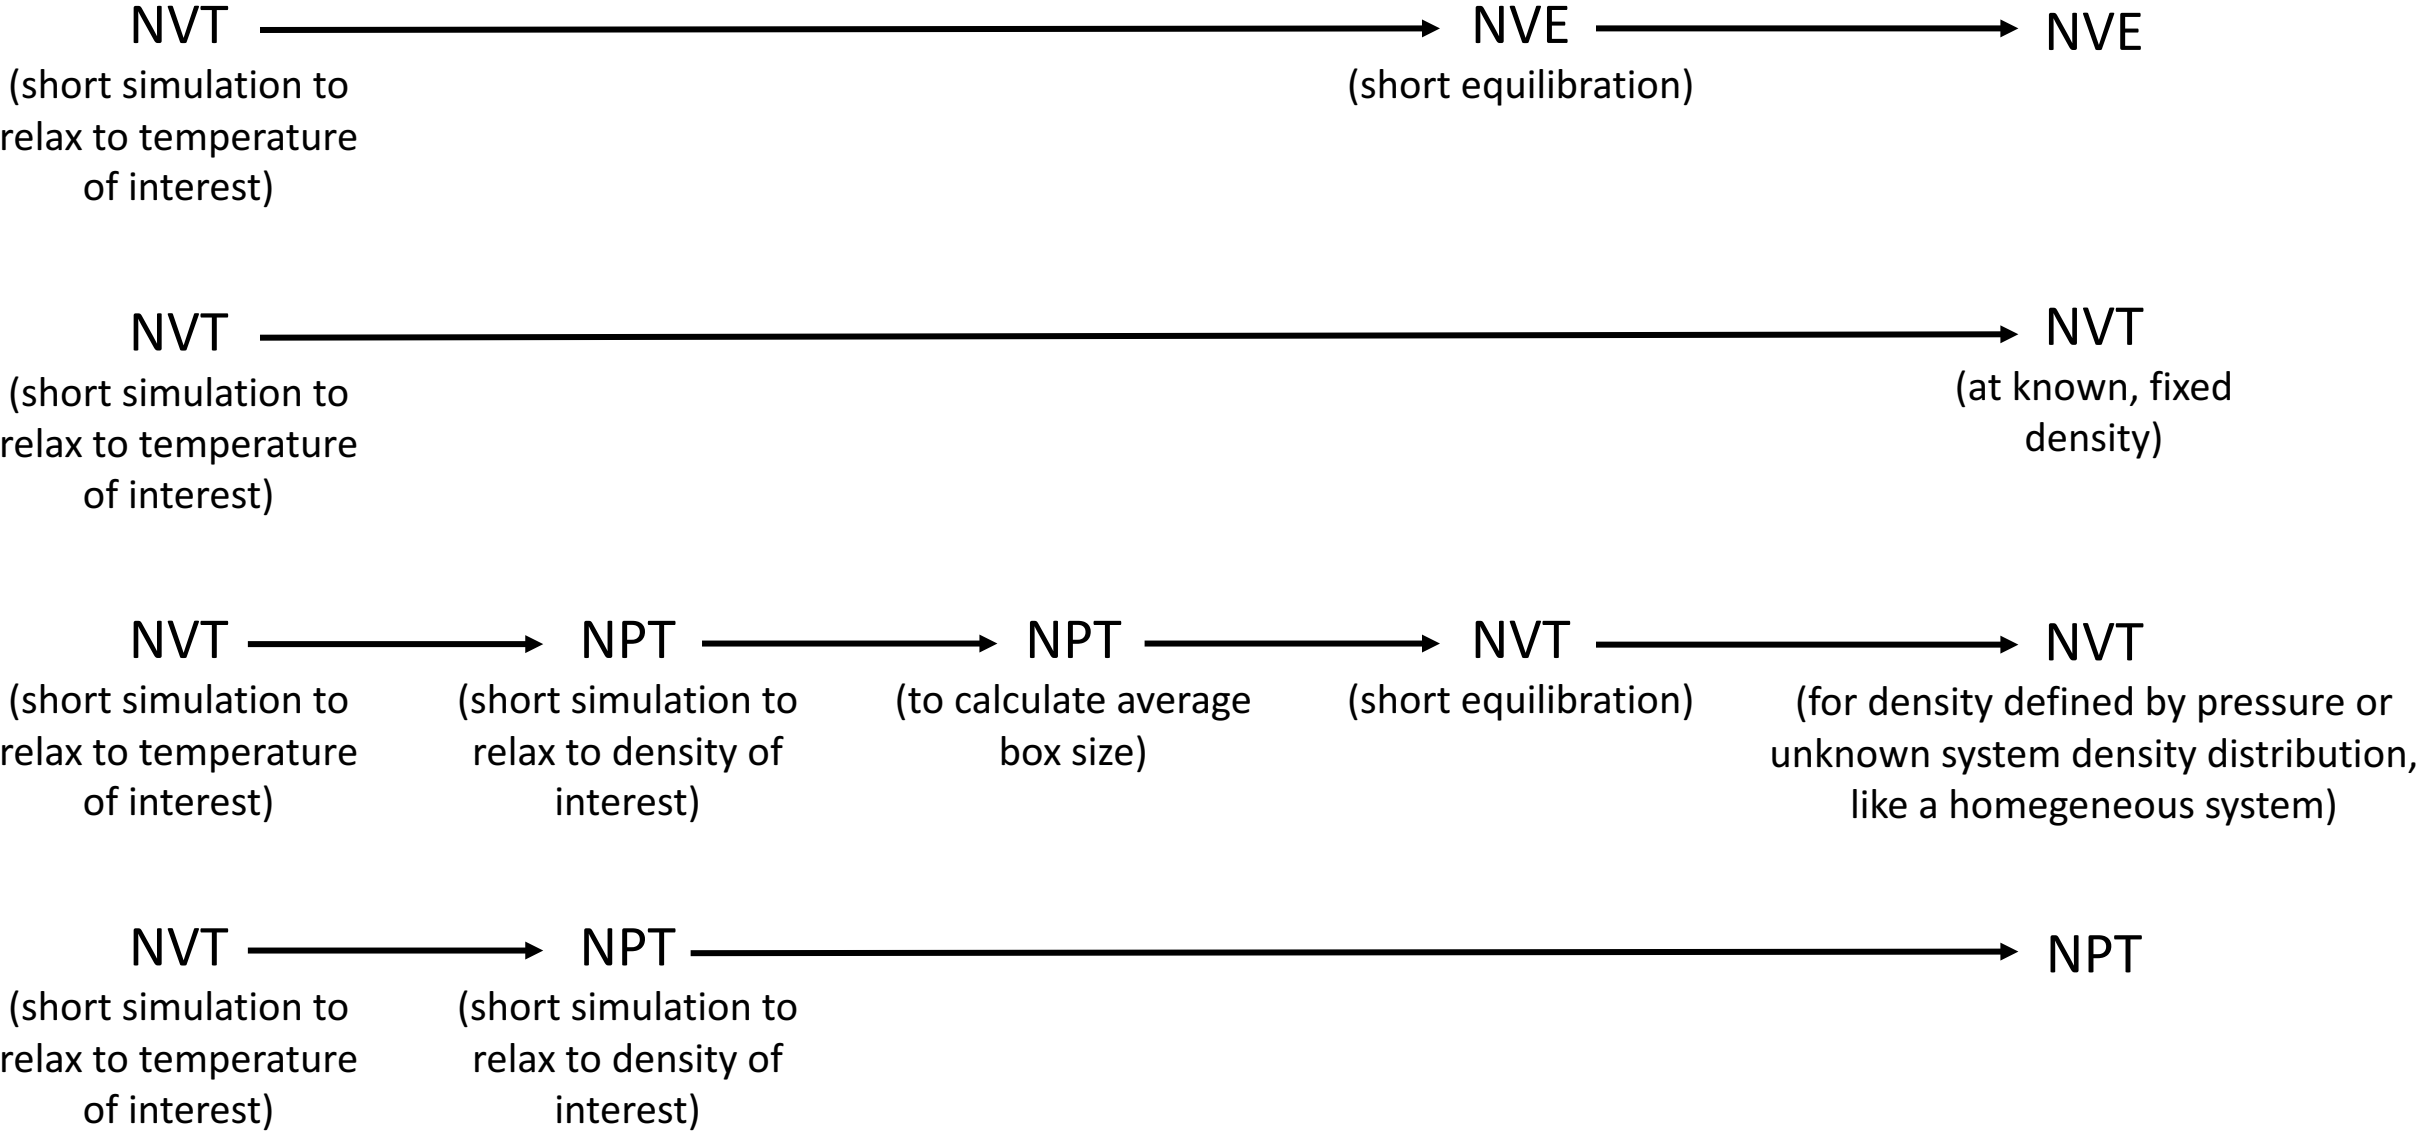 NVT NVE NVE
(short simulation to (short equilibration)
relax to temperature
of interest)
NVT NVT
(short simulation to (at known, fixed
relax to temperature density)
of interest)
NVT NPT NPT NVT NVT
(short simulation to (short simulation to (to calculate average (short equilibration) (for density defined by pressure or
relax to temperature relax to density of box size) unknown system density distribution,
of interest) interest) like a homegeneous system)
NVT NPT NPT
(short simulation to (short simulation to
relax to temperature relax to density of
of interest) interest)